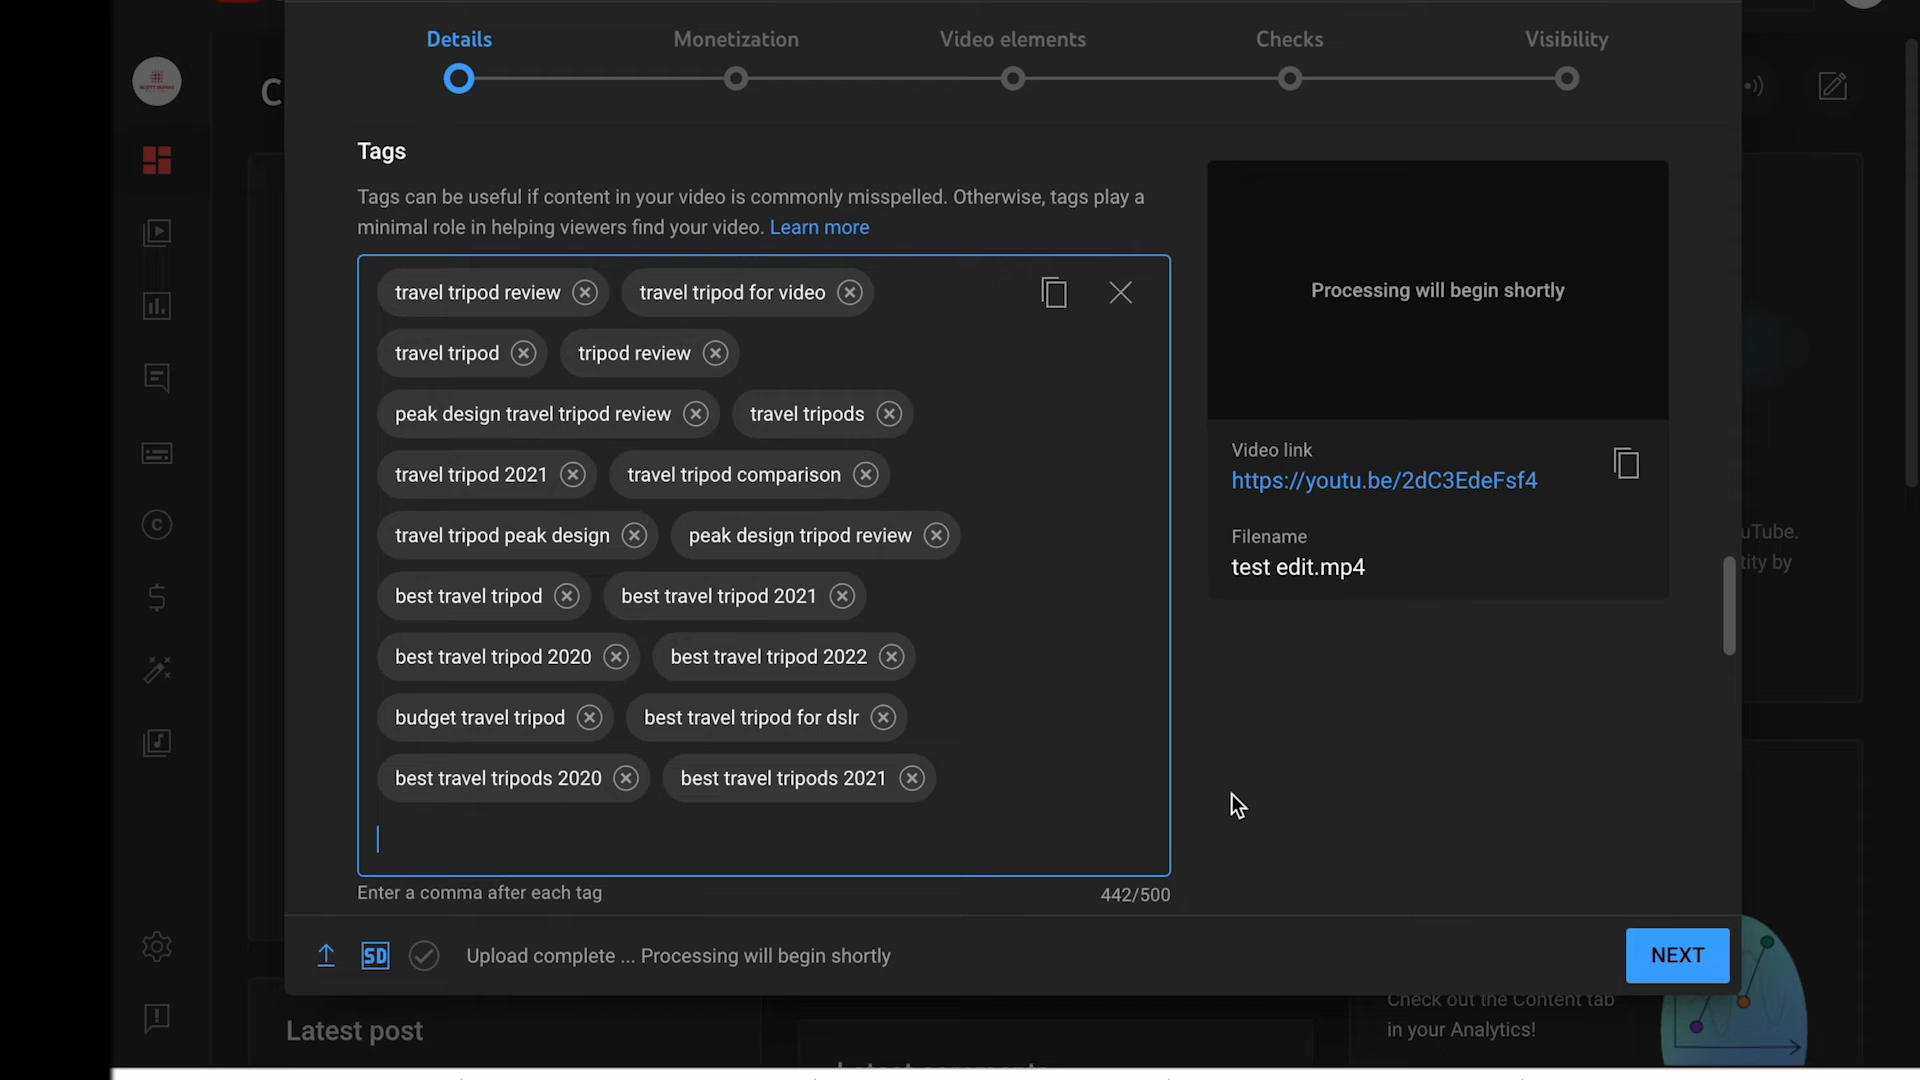 Details Monetization Video elements Checks Visibility
C
Tags
Tags can be useful if content in your video is commonly misspelled. Otherwise, tags play a
minimal role in helping viewers find your video. Learn more
travel tripod review travel tripod for video
travel tripod tripod review
peak design travel tripod review travel tripods
travel tripod 2021 travel tripod comparison
travel tripod peak design peak design tripod review
best travel tripod best travel tripod 2021
best travel tripod 2020 best travel tripod 2022
budget travel tripod best travel tripod for dslr
best travel tripods 2020 best travel tripods 2021
Enter a comma after each tag 442/500
Processing will begin shortly
Video link
https://youtu.be/2dC3EdeFsf4
Filename
test edit.mp4
uTube.
tity by
SD Upload complete ... Processing will begin shortly
NEXT
Latest post
Check out the Content tab
in your Analytics!